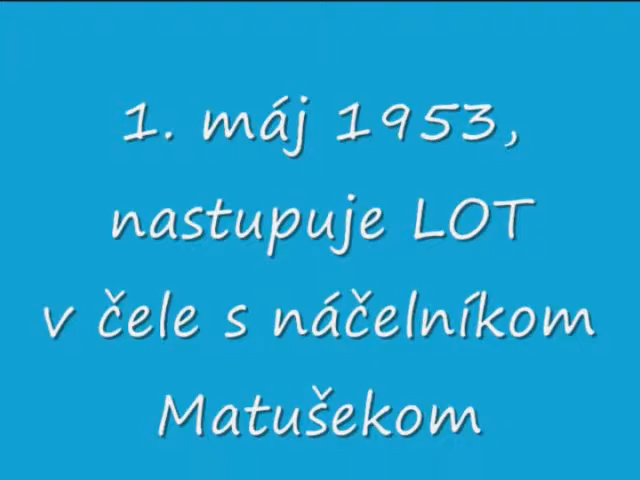 1. máj 1953,
nastupuje LOT
v čele s náčelníkom
Matušekom